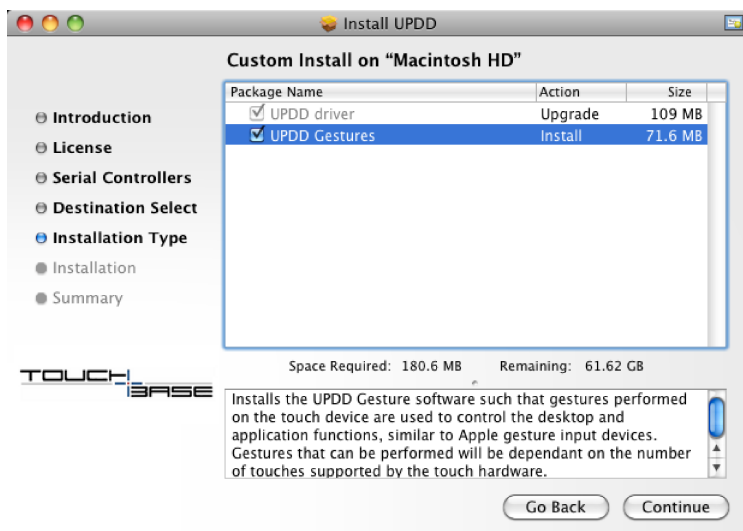 Install UPDD
Custom Install on “Macintosh HD”
Package Name Action Size
UPDD driver Upgrade 109 MB
UPDD Gestures Install 71.6 MB
Introduction
License
Serial Controllers
Destination Select
Installation Type
Installation
Summary
TOUCH
BASE
Space Required: 180.6 MB Remaining: 61.62 GB
Installs the UPDD Gesture software such that gestures performed
on the touch device are used to control the desktop and
application functions, similar to Apple gesture input devices.
Gestures that can be performed will be dependant on the number
of touches supported by the touch hardware.
Go Back Continue